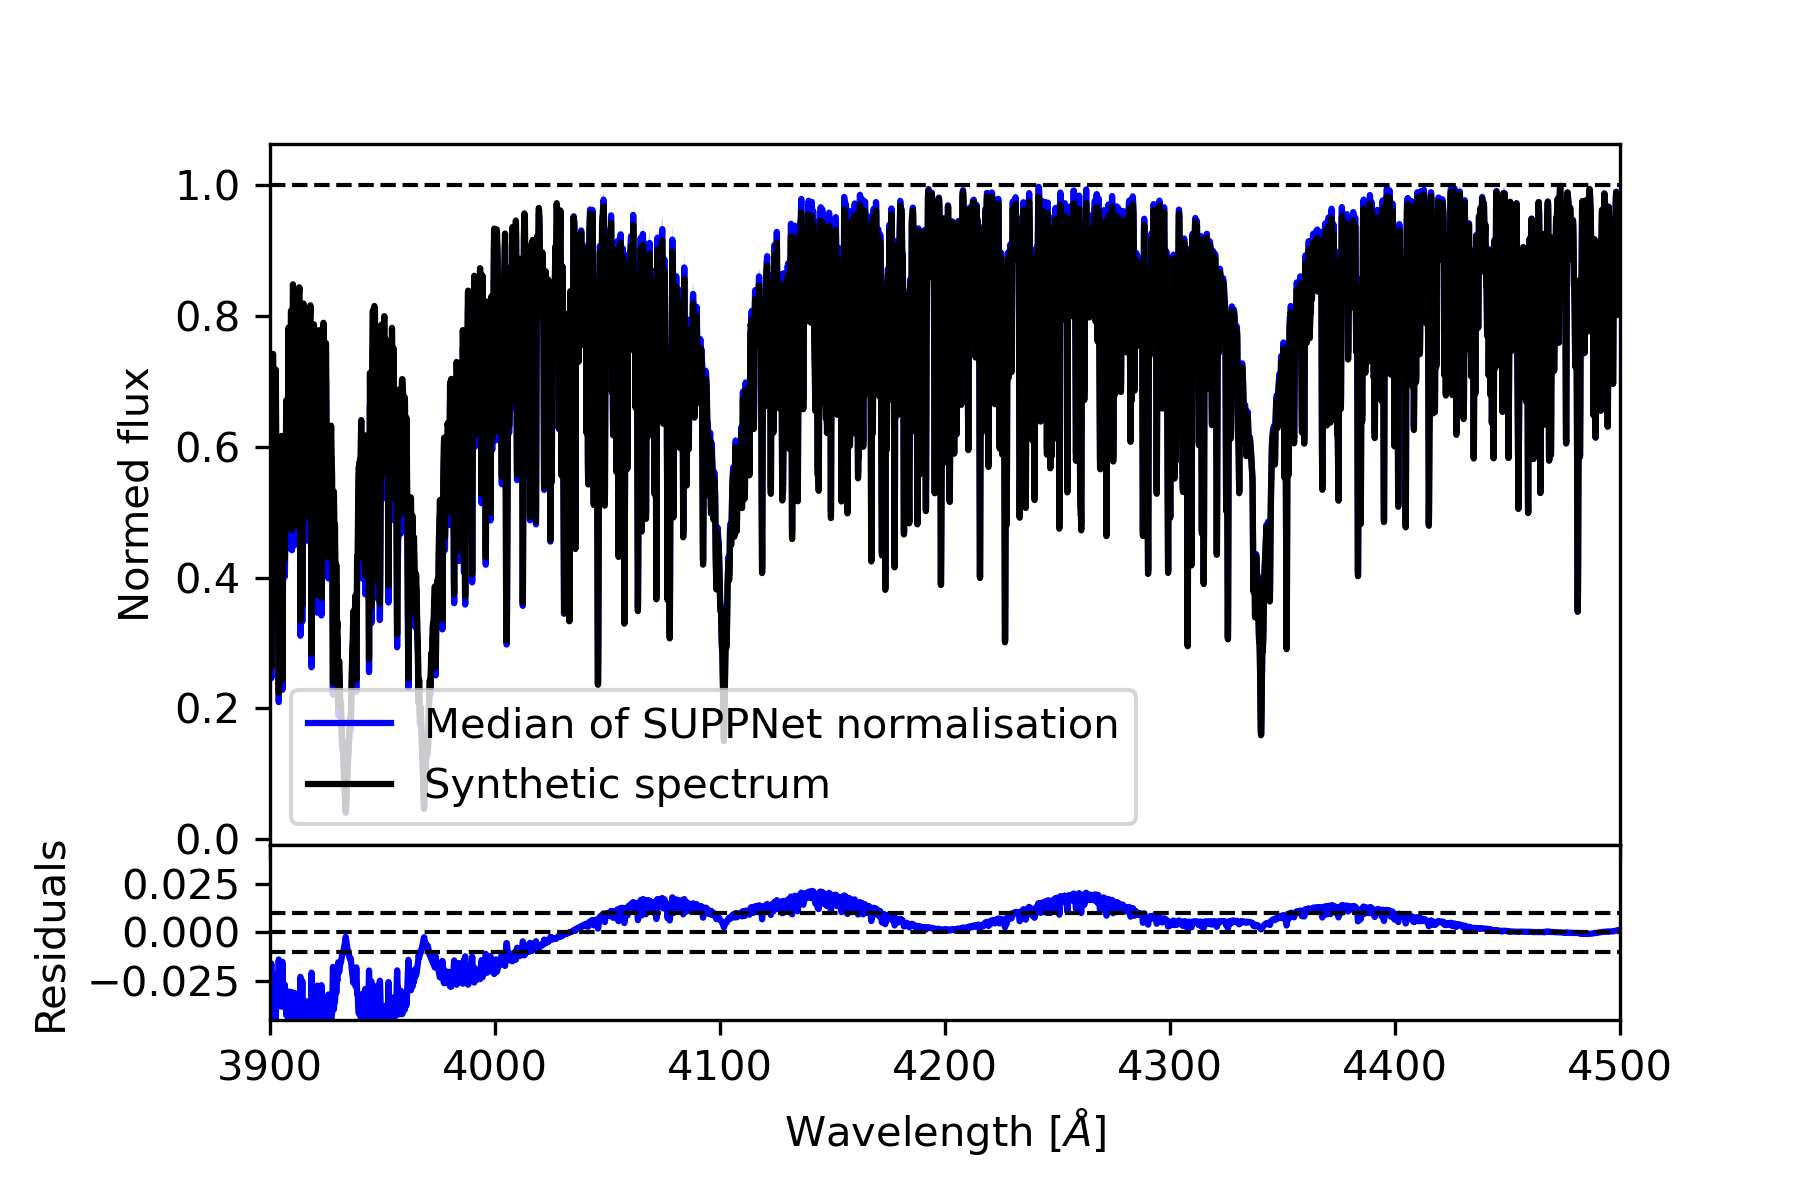 1.0
0.8
0.6
0.4
0.2
0.0
Normed flux
Median of SUPPNet normalisation
Synthetic spectrum
0.025
0.000
−0.025
Residuals
3900 4000 4100 4200 4300 4400 4500
Wavelength [Å]